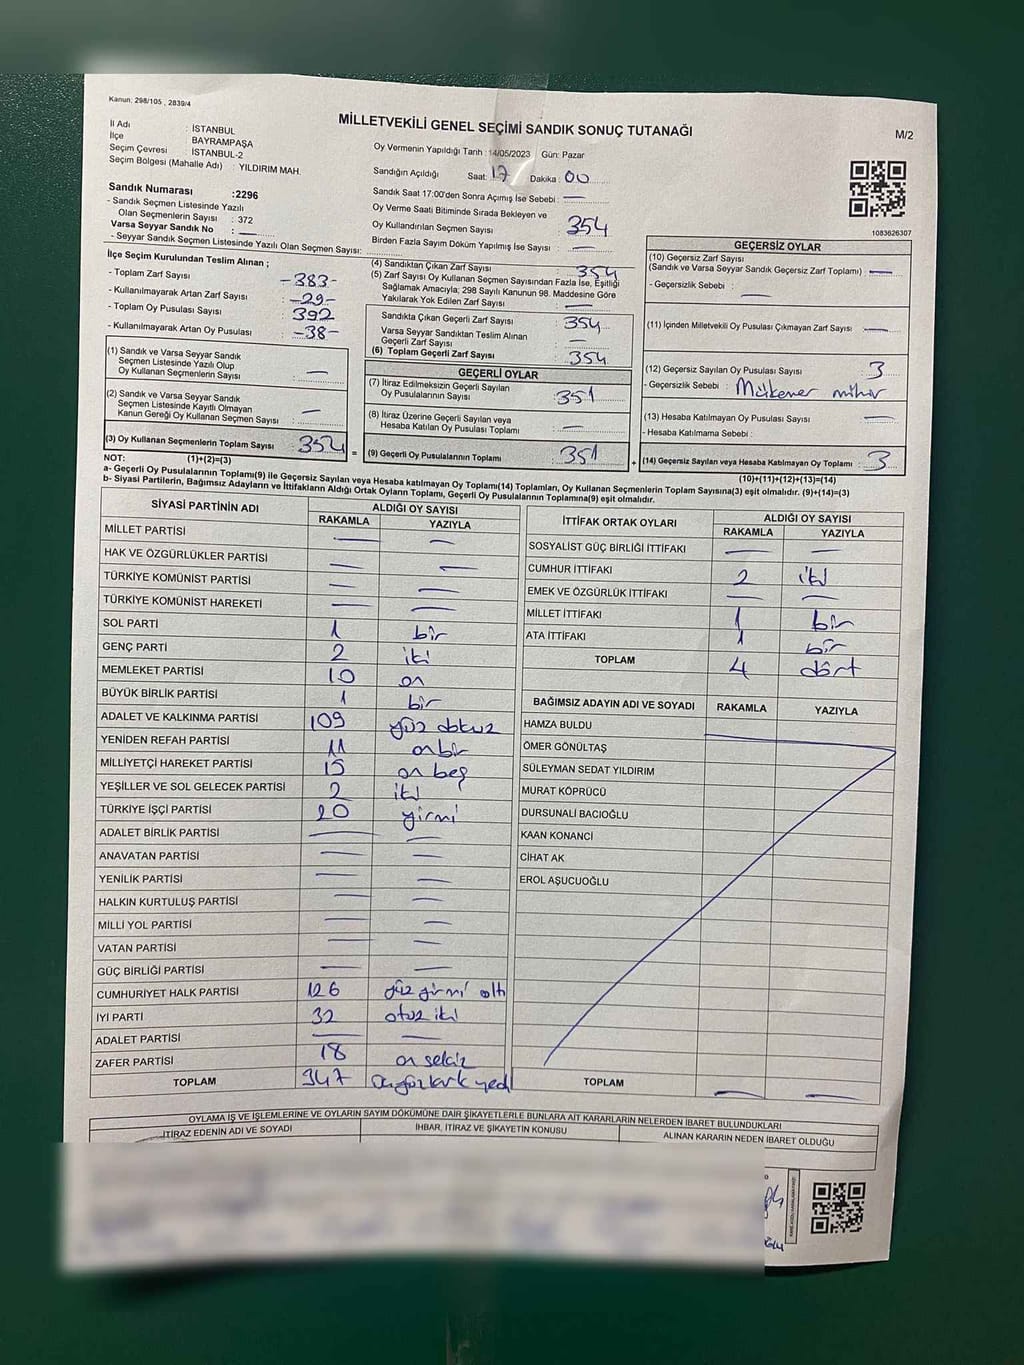 Kanun; 298/105 , 2839/4
MİLLETVEKİLİ GENEL SEÇİMİ SANDIK SONUÇ TUTANAĞI
M/2
İl Adı : İSTANBUL
İlçe BAYRAMPAŞA
Seçim Çevresi İSTANBUL-2
Seçim Bölgesi (Mahalle Adı) : YILDIRIM MAH.
Sandık Numarası :2296
- Sandık Seçmen Listesinde Yazılı
Olan Seçmenlerin Sayısı : 372
Varsa Seyyar Sandık No : —
- Seyyar Sandık Seçmen Listesinde Yazılı Olan Seçmen Sayısı:
Oy Vermenin Yapıldığı Tarih :14/05/2023 Gün: Pazar
Sandığın Açıldığı Saat: 17 Dakika : 00
Sandık Saat 17:00'den Sonra Açımış İse Sebebi : —
Oy Verme Saati Bitiminde Sırada Bekleyen ve
Oy Kullandırılan Seçmen Sayısı : 354
Birden Fazla Sayım Döküm Yapılmış İse Sayısı : —
1083626307
İlçe Seçim Kurulundan Teslim Alınan ;
- Toplam Zarf Sayısı -383-
- Kullanılmayarak Artan Zarf Sayısı -29-
- Toplam Oy Pusulası Sayısı 392
- Kullanılmayarak Artan Oy Pusulası -38-
(1) Sandık ve Varsa Seyyar Sandık
Seçmen Listesinde Yazılı Olup
Oy Kullanan Seçmenlerin Sayısı : —
(2) Sandık ve Varsa Seyyar Sandık
Seçmen Listesinde Kayıtlı Olmayan
Kanun Gereği Oy Kullanan Seçmen Sayısı : —
(3) Oy Kullanan Seçmenlerin Toplam Sayısı : 354 =
(4) Sandıktan Çıkan Zarf Sayısı : 354
(5) Zarf Sayısı Oy Kullanan Seçmen Sayısından Fazla İse, Eşitliği
Sağlamak Amacıyla; 298 Sayılı Kanunun 98. Maddesine Göre
Yakılarak Yok Edilen Zarf Sayısı : —
Sandıkta Çıkan Geçerli Zarf Sayısı : 354
Varsa Seyyar Sandıktan Teslim Alınan
Geçerli Zarf Sayısı : —
(6) Toplam Geçerli Zarf Sayısı : 354
GEÇERLİ OYLAR
(7) İtiraz Edilmeksizin Geçerli Sayılan
Oy Pusulalarının Sayısı : 351
(8) İtiraz Üzerine Geçerli Sayılan veya
Hesaba Katılan Oy Pusulası Toplamı : —
(9) Geçerli Oy Pusulalarının Toplamı : 351 +
GEÇERSİZ OYLAR
(10) Geçersiz Zarf Sayısı
(Sandık ve Varsa Seyyar Sandık Geçersiz Zarf Toplamı) : —
- Geçersizlik Sebebi : —
(11) İçinden Milletvekili Oy Pusulası Çıkmayan Zarf Sayısı : —
(12) Geçersiz Sayılan Oy Pusulası Sayısı : 3
- Geçersizlik Sebebi :
(13) Hesaba Katılmayan Oy Pusulası Sayısı : —
- Hesaba Katılmama Sebebi :
(14) Geçersiz Sayılan veya Hesaba Katılmayan Oy Toplamı : 3
NOT: (1)+(2)=(3) (10)+(11)+(12)+(13)=(14)
a- Geçerli Oy Pusulalarının Toplamı(9) ile Geçersiz Sayılan veya Hesaba katılmayan Oy Toplamı(14) Toplamları, Oy Kullanan Seçmenlerin Toplam Sayısına(3) eşit olmalıdır. (9)+(14)=(3)
b- Siyasi Partilerin, Bağımsız Adayların ve İttifakların Aldığı Ortak Oyların Toplamı, Geçerli Oy Pusulalarının Toplamına(9) eşit olmalıdır.
SİYASİ PARTİNİN ADI ALDIĞI OY SAYISI
RAKAMLA YAZIYLA
MİLLET PARTİSİ — —
HAK VE ÖZGÜRLÜKLER PARTİSİ — —
TÜRKİYE KOMÜNİST PARTİSİ — —
TÜRKİYE KOMÜNİST HAREKETİ — —
SOL PARTİ 1 bir
GENÇ PARTİ 2 iki
MEMLEKET PARTİSİ 10 on
BÜYÜK BİRLİK PARTİSİ 1 bir
ADALET VE KALKINMA PARTİSİ 109 yüz dokuz
YENİDEN REFAH PARTİSİ 11 on bir
MİLLİYETÇİ HAREKET PARTİSİ 15 on beş
YEŞİLLER VE SOL GELECEK PARTİSİ 2 iki
TÜRKİYE İŞÇİ PARTİSİ 20 yirmi
ADALET BİRLİK PARTİSİ — —
ANAVATAN PARTİSİ — —
YENİLİK PARTİSİ — —
HALKIN KURTULUŞ PARTİSİ — —
MİLLİ YOL PARTİSİ — —
VATAN PARTİSİ — —
GÜÇ BİRLİĞİ PARTİSİ — —
CUMHURİYET HALK PARTİSİ 126 yüz yirmi altı
İYİ PARTİ 32 otuz iki
ADALET PARTİSİ — —
ZAFER PARTİSİ 18 on sekiz
TOPLAM 347 üçyüz kırk yedi
İTTİFAK ORTAK OYLARI ALDIĞI OY SAYISI
RAKAMLA YAZIYLA
SOSYALİST GÜÇ BİRLİĞİ İTTİFAKI — —
CUMHUR İTTİFAKI 2 iki
EMEK VE ÖZGÜRLÜK İTTİFAKI — —
MİLLET İTTİFAKI 1 bir
ATA İTTİFAKI 1 bir
TOPLAM 4 dört
BAĞIMSIZ ADAYIN ADI VE SOYADI RAKAMLA YAZIYLA
HAMZA BULDU
ÖMER GÖNÜLTAŞ
SÜLEYMAN SEDAT YILDIRIM
MURAT KÖPRÜCÜ
DURSUNALİ BACIOĞLU
KAAN KONANCİ
CİHAT AK
EROL AŞUCUOĞLU
TOPLAM — —
OYLAMA İŞ VE İŞLEMLERİNE VE OYLARIN SAYIM DÖKÜMÜNE DAİR ŞİKAYETLERLE BUNLARA AİT KARARLARIN NELERDEN İBARET BULUNDUKLARI
İTİRAZ EDENİN ADI VE SOYADI İHBAR, İTİRAZ VE ŞİKAYETİN KONUSU ALINAN KARARIN NEDEN İBARET OLDUĞU